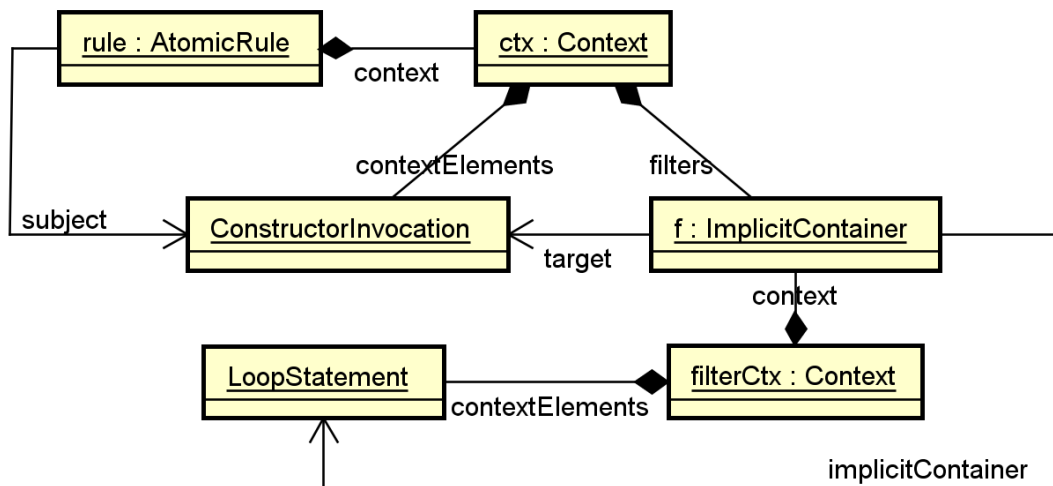 rule : AtomicRule
ctx : Context
context
contextElements
filters
subject
ConstructorInvocation
f : ImplicitContainer
target
context
LoopStatement
filterCtx : Context
contextElements
implicitContainer